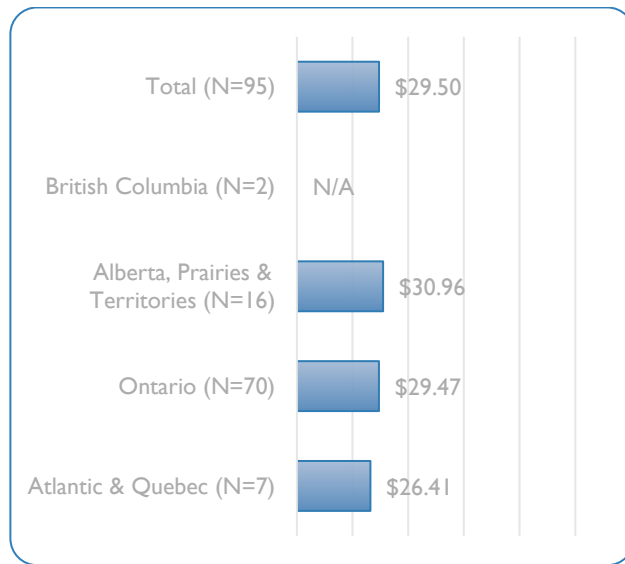 Total (N=95) $29.50
British Columbia (N=2) N/A
Alberta, Prairies &
Territories (N=16) $30.96
Ontario (N=70) $29.47
Atlantic & Quebec (N=7) $26.41